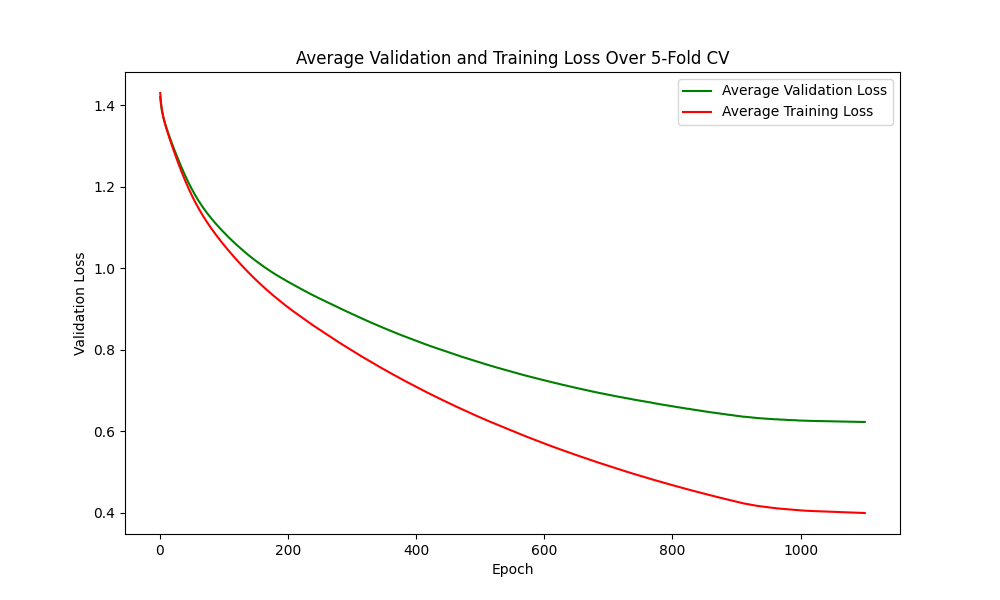 Average Validation and Training Loss Over 5-Fold CV
Average Validation Loss
Average Training Loss
1.4
1.2
1.0
0.8
0.6
0.4
Validation Loss
0 200 400 600 800 1000
Epoch